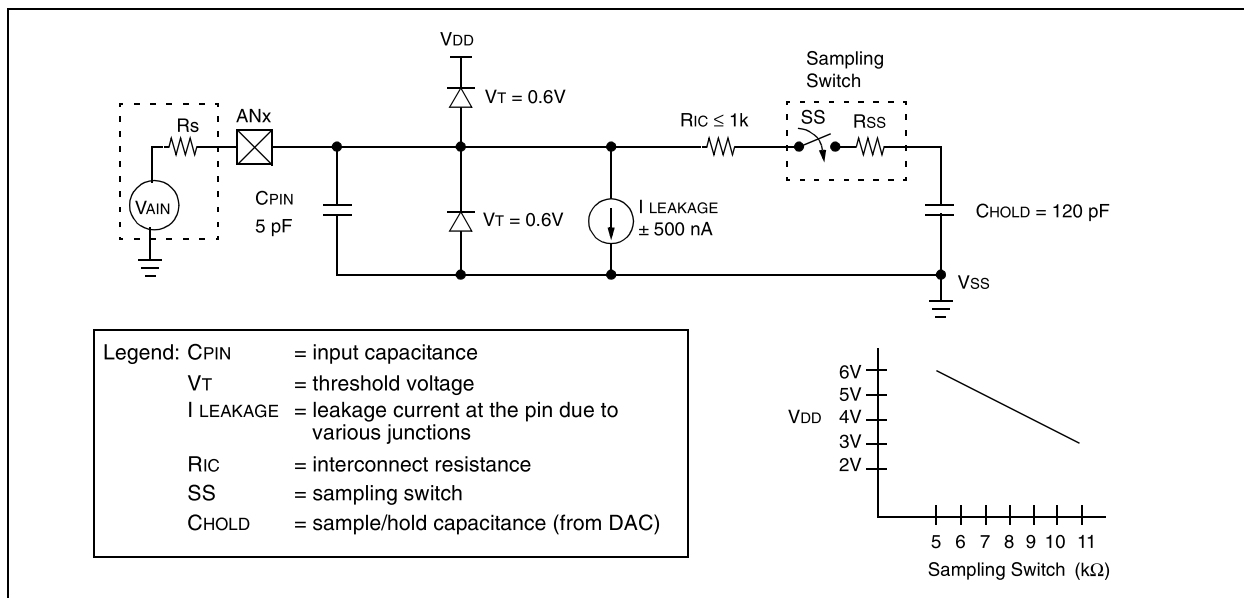 VDD
Sampling
Switch
VT = 0.6V
ANx
Rs
RIC ≤ 1k
SS
RSS
VAIN
CPIN
5 pF
VT = 0.6V
I LEAKAGE
± 500 nA
CHOLD = 120 pF
VSS
Legend: CPIN = input capacitance
VT = threshold voltage
I LEAKAGE = leakage current at the pin due to
various junctions
RIC = interconnect resistance
SS = sampling switch
CHOLD = sample/hold capacitance (from DAC)
6V
5V
VDD 4V
3V
2V
5 6 7 8 9 10 11
Sampling Switch (kΩ)